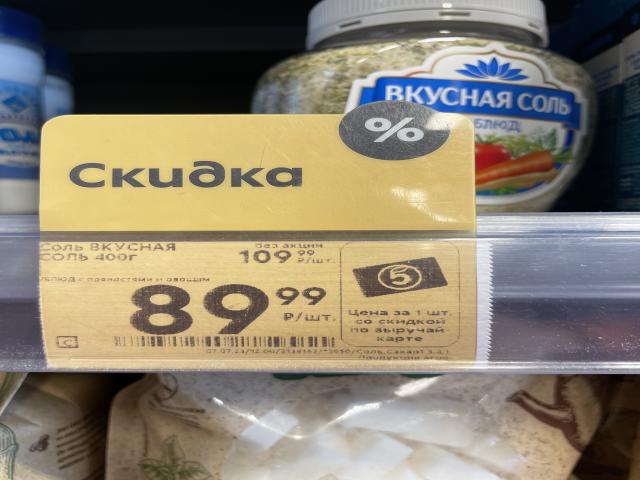 ВКУСНАЯ СОЛЬ
БЛЮД
%
Скидка
СОЛЬ ВКУСНАЯ
СОЛЬ 400г
без акции
109 99
₽/шт.
БЛЮД с пряностями и овощами
89 99
₽/шт.
5
Цена за 1 шт.
со скидкой
по выручай-
карте
С